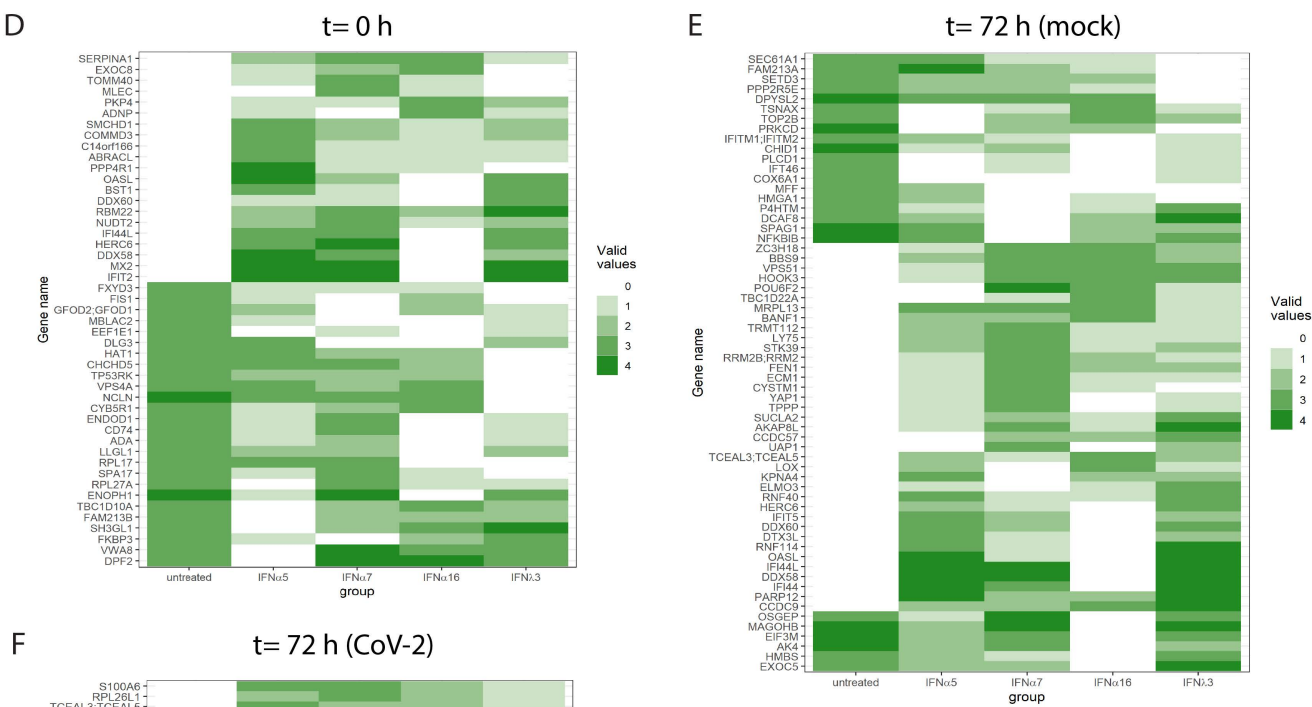 D
t= 0 h
SERPINA1
EXOC8
TOMM40
MLEC
PKP4
ADNP
SMCHD1
COMMD3
C14orf166
ABRACL
PPP4R1
OASL
BST1
DDX60
RBM22
NUDT2
IFI44L
HERC6
DDX58
MX2
IFIT2
FXYD3
FIS1
GFOD2;GFOD1
MBLAC2
EEF1E1
DLG3
HAT1
CHCHD5
TP53RK
VPS4A
NCLN
CYB5R1
ENDOD1
CD74
ADA
LLGL1
RPL17
SPA17
RPL27A
ENOPH1
TBC1D10A
FAM213B
SH3GL1
FKBP3
VWA8
DPF2
Gene name
untreated IFNα5 IFNα7 IFNα16 IFNλ3
group
Valid
values
0
1
2
3
4
E
t= 72 h (mock)
SEC61A1
FAM213A
SETD3
PPP2R5E
DPYSL2
TSNAX
TOP2B
PRKCD
IFITM1;IFITM2
CHID1
PLCD1
IFT46
COX6A1
MFF
HMGA1
P4HTM
DCAF8
SPAG1
NFKBIB
ZC3H18
BBS9
VPS51
HOOK3
POU6F2
TBC1D22A
MRPL13
BANF1
TRMT112
LY75
STK39
RRM2B;RRM2
FEN1
ECM1
CYSTM1
YAP1
TPPP
SUCLA2
AKAP8L
CCDC57
UAP1
TCEAL3;TCEAL5
LOX
KPNA4
ELMO3
RNF40
HERC6
IFIT5
DDX60
DTX3L
RNF114
OASL
IFI44L
DDX58
IFI44
PARP12
CCDC9
OSGEP
MAGOHB
EIF3M
AK4
HMBS
EXOC5
Gene name
untreated IFNα5 IFNα7 IFNα16 IFNλ3
group
Valid
values
0
1
2
3
4
F
t= 72 h (CoV-2)
S100A6
RPL26L1
TCEAL3;TCEAL5